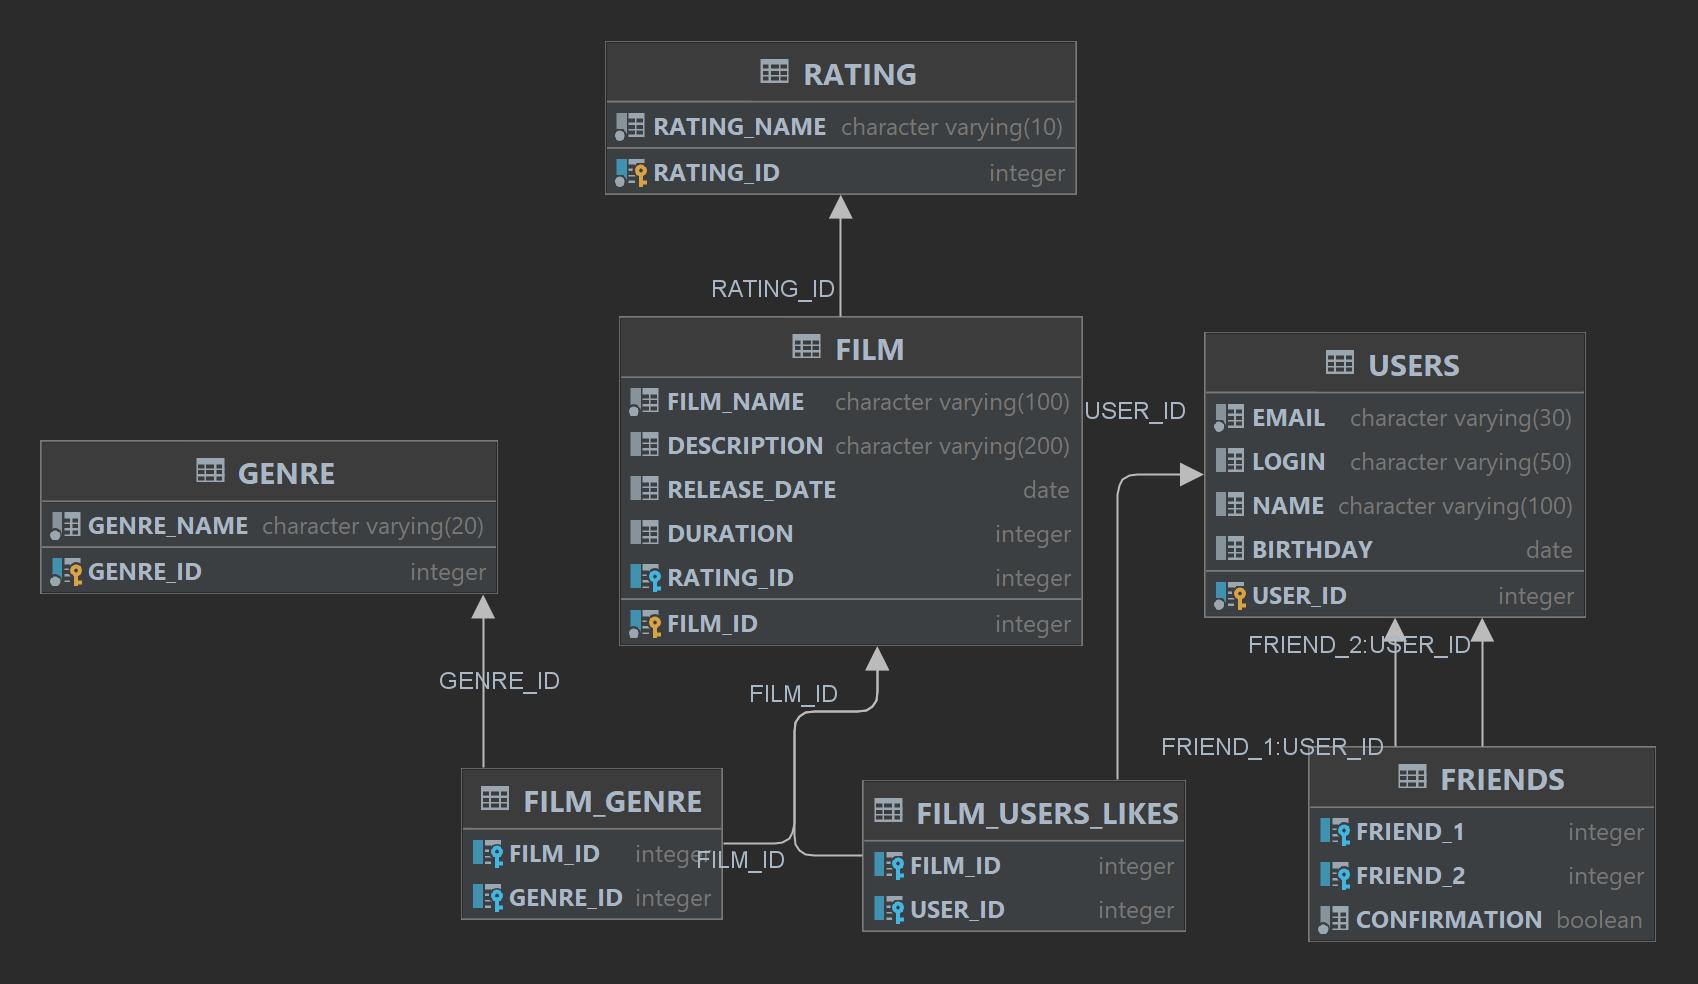 RATING
RATING_NAME character varying(10)
RATING_ID integer
RATING_ID
FILM
FILM_NAME character varying(100)
DESCRIPTION character varying(200)
RELEASE_DATE date
DURATION integer
RATING_ID integer
FILM_ID integer
USER_ID
USERS
EMAIL character varying(30)
LOGIN character varying(50)
NAME character varying(100)
BIRTHDAY date
USER_ID integer
GENRE
GENRE_NAME character varying(20)
GENRE_ID integer
GENRE_ID
FILM_ID
FRIEND_2:USER_ID
FRIEND_1:USER_ID
FILM_GENRE
FILM_ID integer
GENRE_ID integer
FILM_ID
FILM_USERS_LIKES
FILM_ID integer
USER_ID integer
FRIENDS
FRIEND_1 integer
FRIEND_2 integer
CONFIRMATION boolean